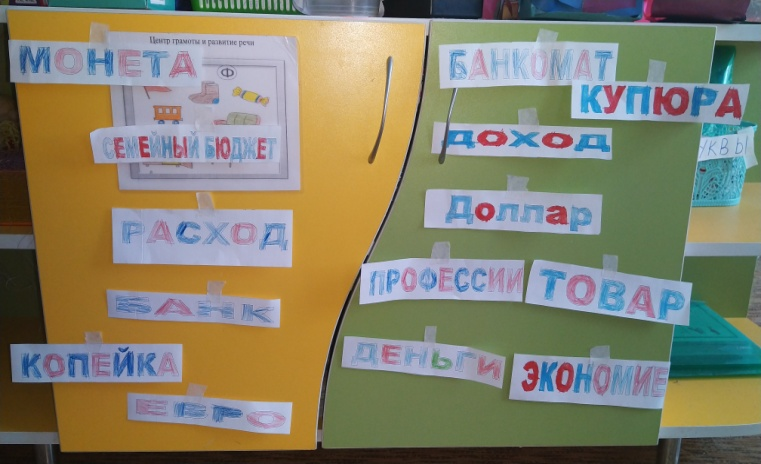 Центр грамоты и развитие речи
МОНЕТА
Ф
СЕМЕЙНЫЙ БЮДЖЕТ
РАСХОД
БАНК
КОПЕЙКА
ЕВРО
БАНКОМАТ
КУПЮРА
ДОХОД
УКВЫ
Доллар
ПРОФЕССИИ
ТОВАР
ДЕНЬГИ
ЭКОНОМИЕ